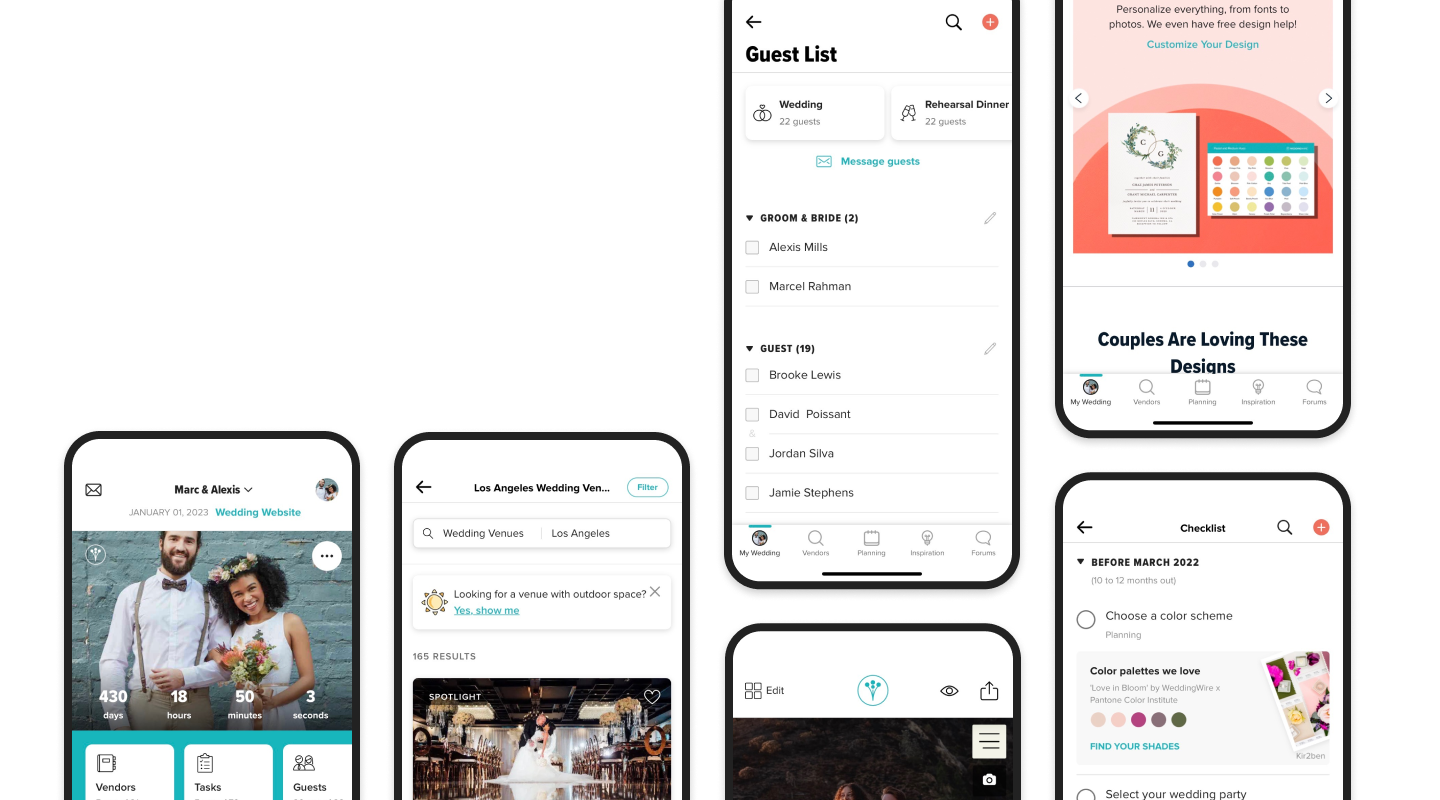 Marc & Alexis
JANUARY 01, 2023 Wedding Website
430 18 50 3
days hours minutes seconds
Vendors Tasks Guests
Los Angeles Wedding Ven...
Filter
Wedding Venues Los Angeles
Looking for a venue with outdoor space?
Yes, show me
165 RESULTS
SPOTLIGHT
Guest List
Wedding
22 guests
Rehearsal Dinner
22 guests
Message guests
GROOM & BRIDE (2)
Alexis Mills
Marcel Rahman
GUEST (19)
Brooke Lewis
David Poissant
&
Jordan Silva
Jamie Stephens
My Wedding Vendors Planning Inspiration Forums
Edit
Personalize everything, from fonts to
photos. We even have free design help!
Customize Your Design
C
G
Couples Are Loving These
Designs
My Wedding Vendors Planning Inspiration Forums
Checklist
BEFORE MARCH 2022
(10 to 12 months out)
Choose a color scheme
Planning
Color palettes we love
'Love in Bloom' by WeddingWire x
Pantone Color Institute
FIND YOUR SHADES
Kir2ben
Select your wedding party